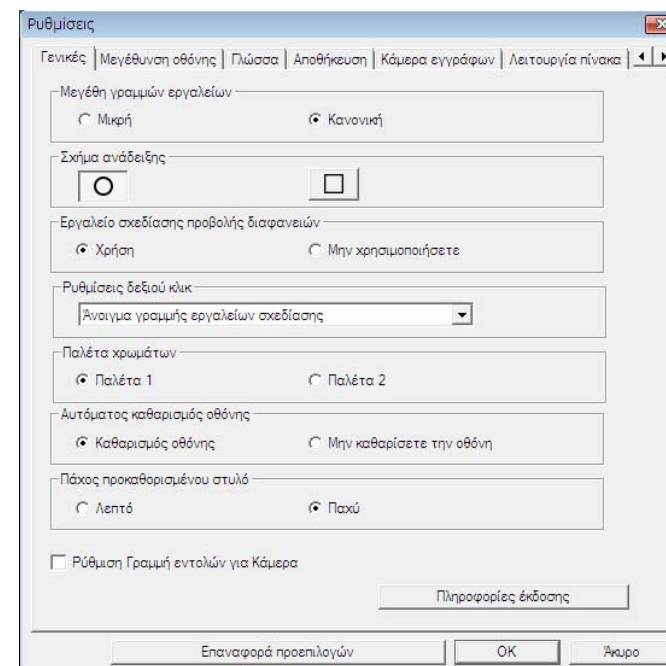 Ρυθμίσεις
Γενικές Μεγέθυνση οθόνης Γλώσσα Αποθήκευση Κάμερα εγγράφων Λειτουργία πίνακα
Μεγέθη γραμμών εργαλείων
Μικρή Κανονική
Σχήμα ανάδειξης
Εργαλείο σχεδίασης προβολής διαφανειών
Χρήση Μην χρησιμοποιήσετε
Ρυθμίσεις δεξιού κλικ
Άνοιγμα γραμμής εργαλείων σχεδίασης
Παλέτα χρωμάτων
Παλέτα 1 Παλέτα 2
Αυτόματος καθαρισμός οθόνης
Καθαρισμός οθόνης Μην καθαρίσετε την οθόνη
Πάχος προκαθορισμένου στυλό
Λεπτό Παχύ
Ρύθμιση Γραμμή εντολών για Κάμερα
Πληροφορίες έκδοσης
Επαναφορά προεπιλογών OK Άκυρο